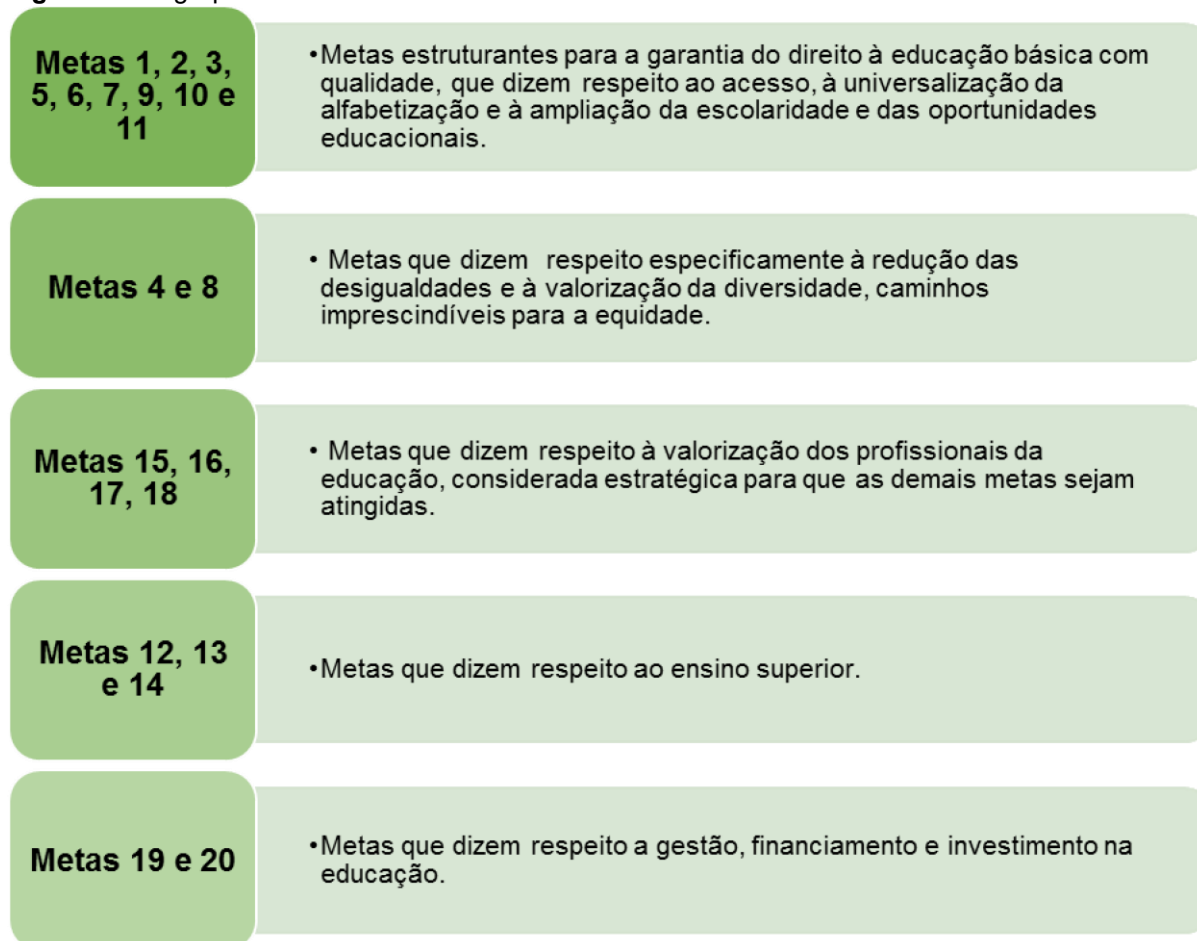 Metas 1, 2, 3,
5, 6, 7, 9, 10 e
11
•Metas estruturantes para a garantia do direito à educação básica com
qualidade, que dizem respeito ao acesso, à universalização da
alfabetização e à ampliação da escolaridade e das oportunidades
educacionais.
Metas 4 e 8
• Metas que dizem respeito especificamente à redução das
desigualdades e à valorização da diversidade, caminhos
imprescindíveis para a equidade.
Metas 15, 16,
17, 18
• Metas que dizem respeito à valorização dos profissionais da
educação, considerada estratégica para que as demais metas sejam
atingidas.
Metas 12, 13
e 14
•Metas que dizem respeito ao ensino superior.
Metas 19 e 20
•Metas que dizem respeito a gestão, financiamento e investimento na
educação.